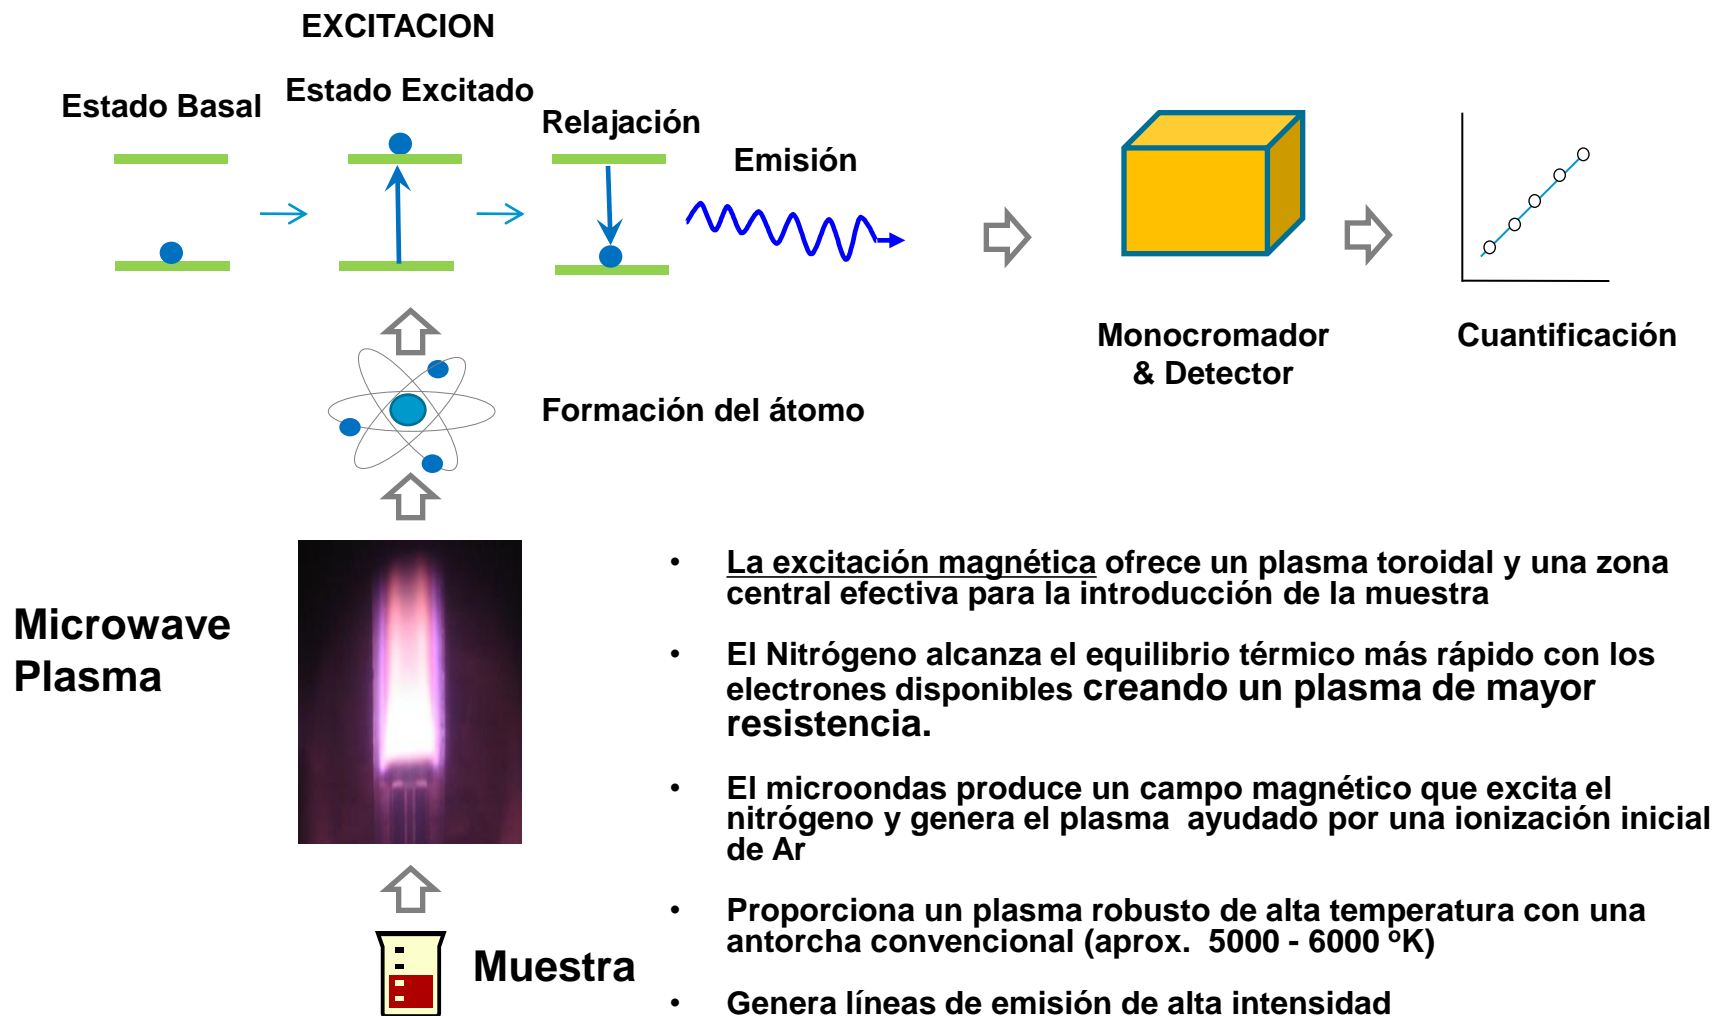 EXCITACION
Estado Basal
Estado Excitado
Relajación
Emisión
Monocromador
& Detector
Cuantificación
Formación del átomo
Microwave
Plasma
Muestra
• La excitación magnética ofrece un plasma toroidal y una zona
central efectiva para la introducción de la muestra
• El Nitrógeno alcanza el equilibrio térmico más rápido con los
electrones disponibles creando un plasma de mayor
resistencia.
• El microondas produce un campo magnético que excita el
nitrógeno y genera el plasma ayudado por una ionización inicial
de Ar
• Proporciona un plasma robusto de alta temperatura con una
antorcha convencional (aprox. 5000 - 6000 ºK)
• Genera líneas de emisión de alta intensidad